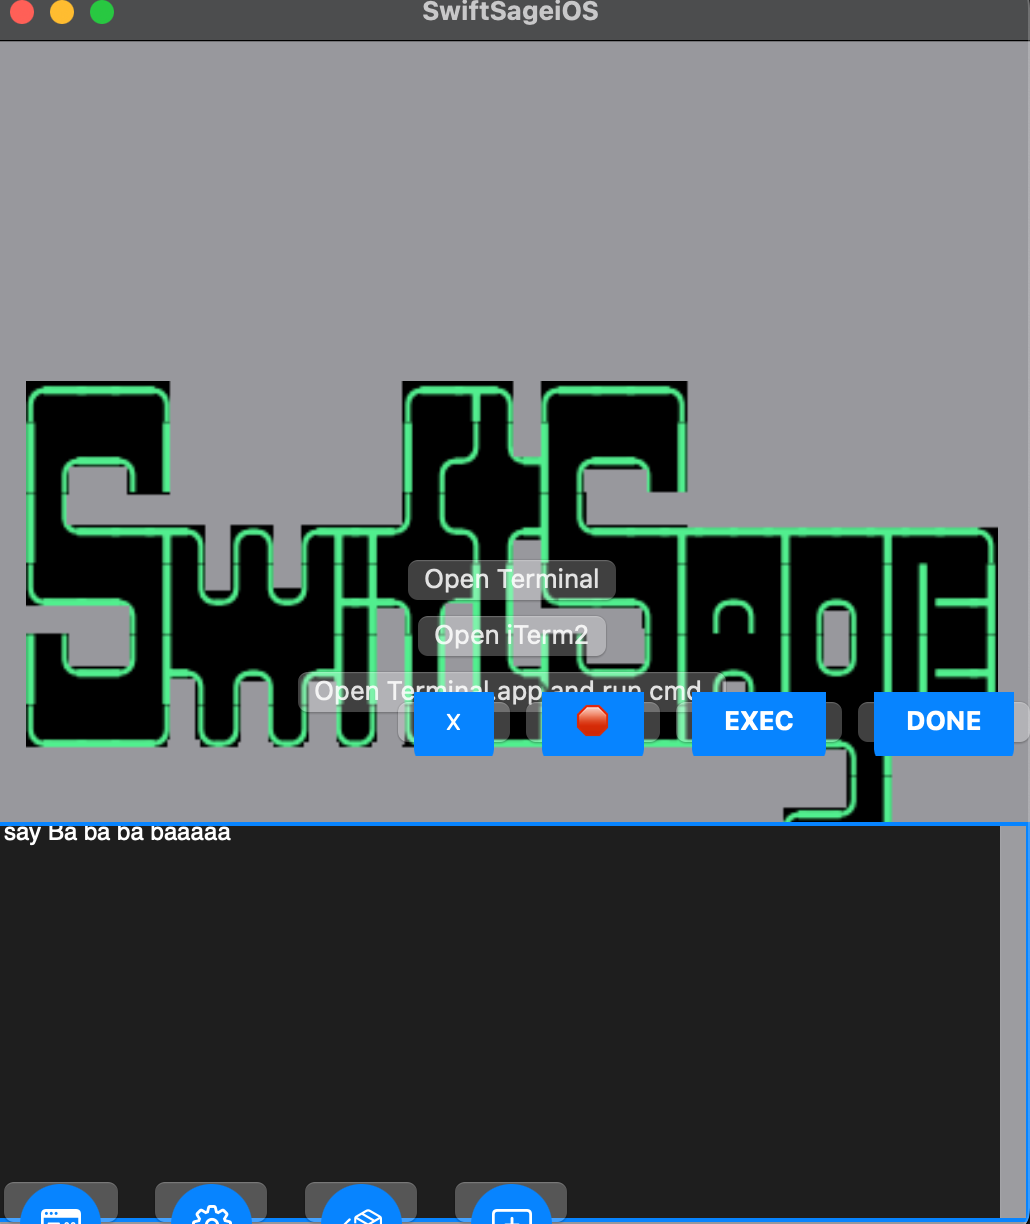 SwiftSageiOS
SwiftSage
Open Terminal
Open iTerm2
Open Terminal.app and run cmd
X EXEC DONE
say Ba ba ba baaaaa